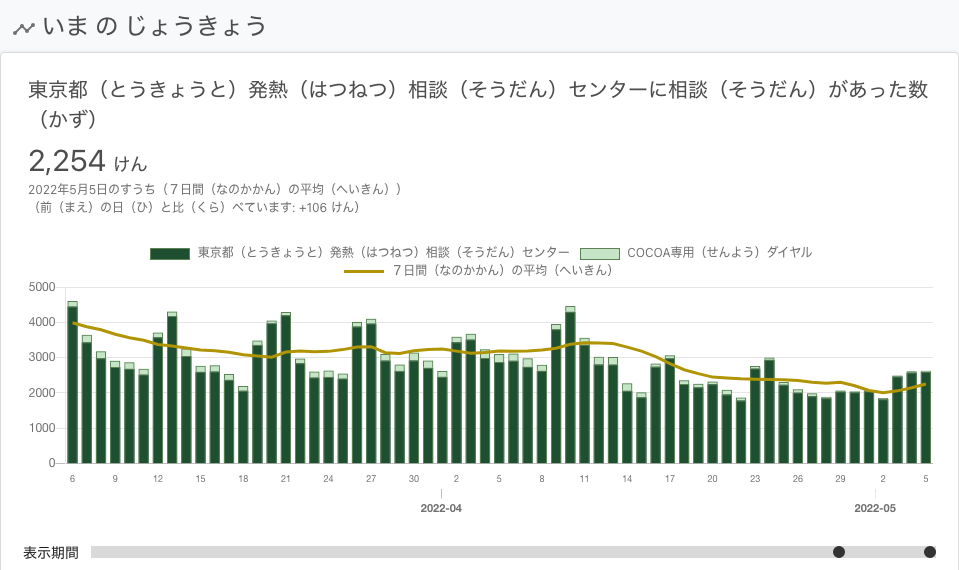 いま の じょうきょう
東京都（とうきょうと）発熱（はつねつ）相談（そうだん）センターに相談（そうだん）があった数
（かず）
2,254 けん
2022年5月5日のすうち（７日間（なのかかん）の平均（へいきん））
（前（まえ）の日（ひ）と比（くら）べています: +106 けん）
東京都（とうきょうと）発熱（はつねつ）相談（そうだん）センター COCOA専用（せんよう）ダイヤル
７日間（なのかかん）の平均（へいきん）
5000
4000
3000
2000
1000
0
6 9 12 15 18 21 24 27 30 2 5 8 11 14 17 20 23 26 29 2 5
2022-04 2022-05
表示期間